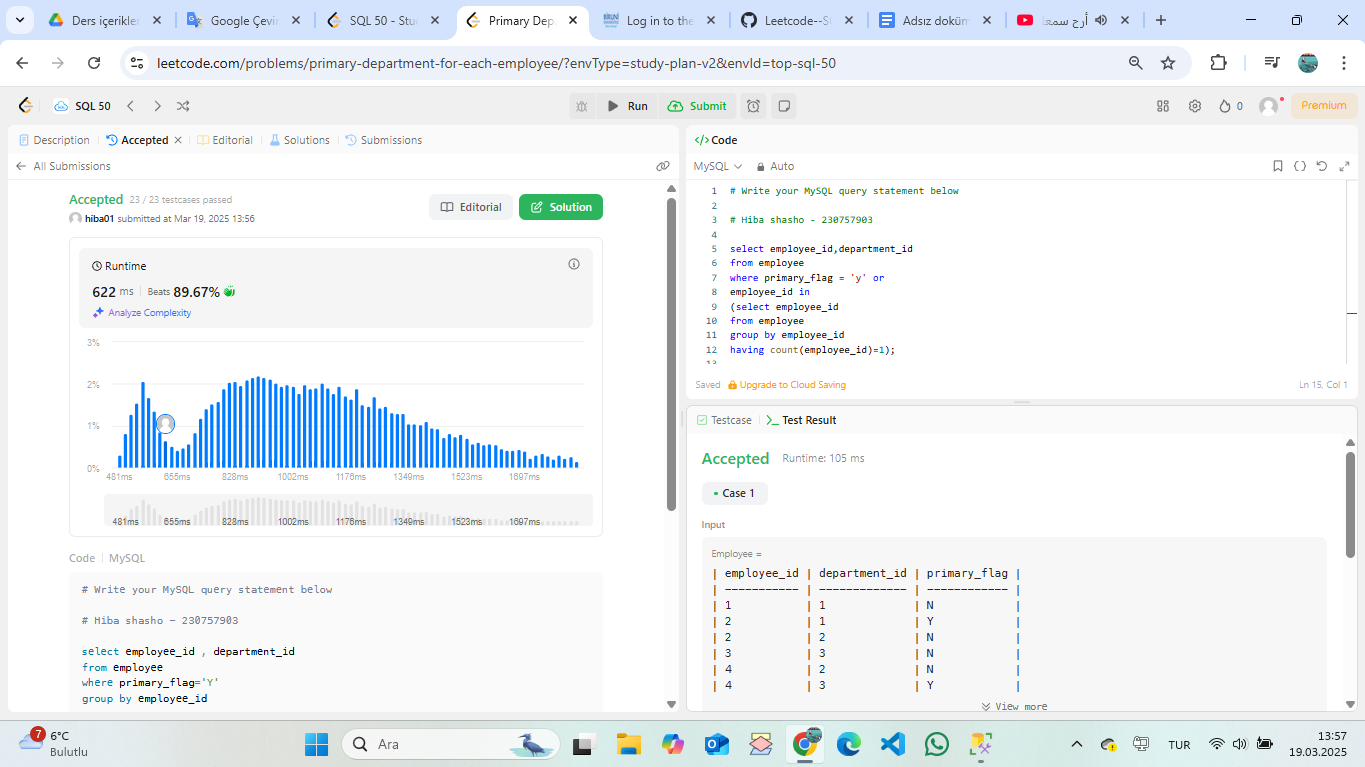 Ders içerikler
Google Çevir
SQL 50 - Stu
Primary Dep
Log in to the
Leetcode--S
Adsız doküm
leetcode.com/problems/primary-department-for-each-employee/?envType=study-plan-v2&envId=top-sql-50
SQL 50
Run
Submit
0
Premium
Description
Accepted
Editorial
Solutions
Submissions
All Submissions
Accepted 23 / 23 testcases passed
hiba01 submitted at Mar 19, 2025 13:56
Editorial
Solution
Runtime
622 ms Beats 89.67%
Analyze Complexity
3%
2%
1%
0%
481ms 655ms 828ms 1002ms 1176ms 1349ms 1523ms 1697ms
481ms 655ms 828ms 1002ms 1176ms 1349ms 1523ms 1697ms
Code MySQL
# Write your MySQL query statement below
# Hiba shasho - 230757903
select employee_id , department_id
from employee
where primary_flag='Y'
group by employee_id
Code
MySQL
Auto
1 # Write your MySQL query statement below
2
3 # Hiba shasho - 230757903
4
5 select employee_id,department_id
6 from employee
7 where primary_flag = 'y' or
8 employee_id in
9 (select employee_id
10 from employee
11 group by employee_id
12 having count(employee_id)=1);
13
Saved Upgrade to Cloud Saving
Ln 15, Col 1
Testcase
Test Result
Accepted Runtime: 105 ms
• Case 1
Input
Employee =
| employee_id | department_id | primary_flag |
| ----------- | ------------- | ------------ |
| 1 | 1 | N |
| 2 | 1 | Y |
| 2 | 2 | N |
| 3 | 3 | N |
| 4 | 2 | N |
| 4 | 3 | Y |
View more
7
6°C
Bulutlu
Ara
TUR
13:57
19.03.2025